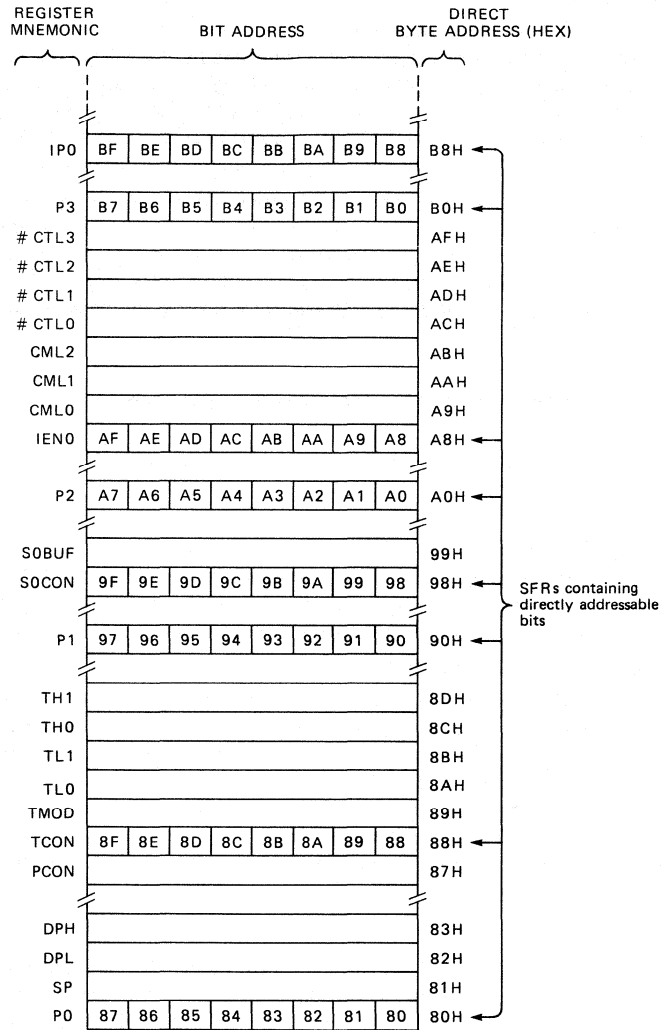 REGISTER MNEMONIC BIT ADDRESS DIRECT BYTE ADDRESS (HEX)
IP0 BF BE BD BC BB BA B9 B8 B8H
P3 B7 B6 B5 B4 B3 B2 B1 B0 B0H
# CTL3 AFH
# CTL2 AEH
# CTL1 ADH
# CTL0 ACH
CML2 ABH
CML1 AAH
CML0 A9H
IEN0 AF AE AD AC AB AA A9 A8 A8H
P2 A7 A6 A5 A4 A3 A2 A1 A0 A0H
S0BUF 99H
S0CON 9F 9E 9D 9C 9B 9A 99 98 98H
SFRs containing
directly addressable
bits
P1 97 96 95 94 93 92 91 90 90H
TH1 8DH
TH0 8CH
TL1 8BH
TL0 8AH
TMOD 89H
TCON 8F 8E 8D 8C 8B 8A 89 88 88H
PCON 87H
DPH 83H
DPL 82H
SP 81H
P0 87 86 85 84 83 82 81 80 80H